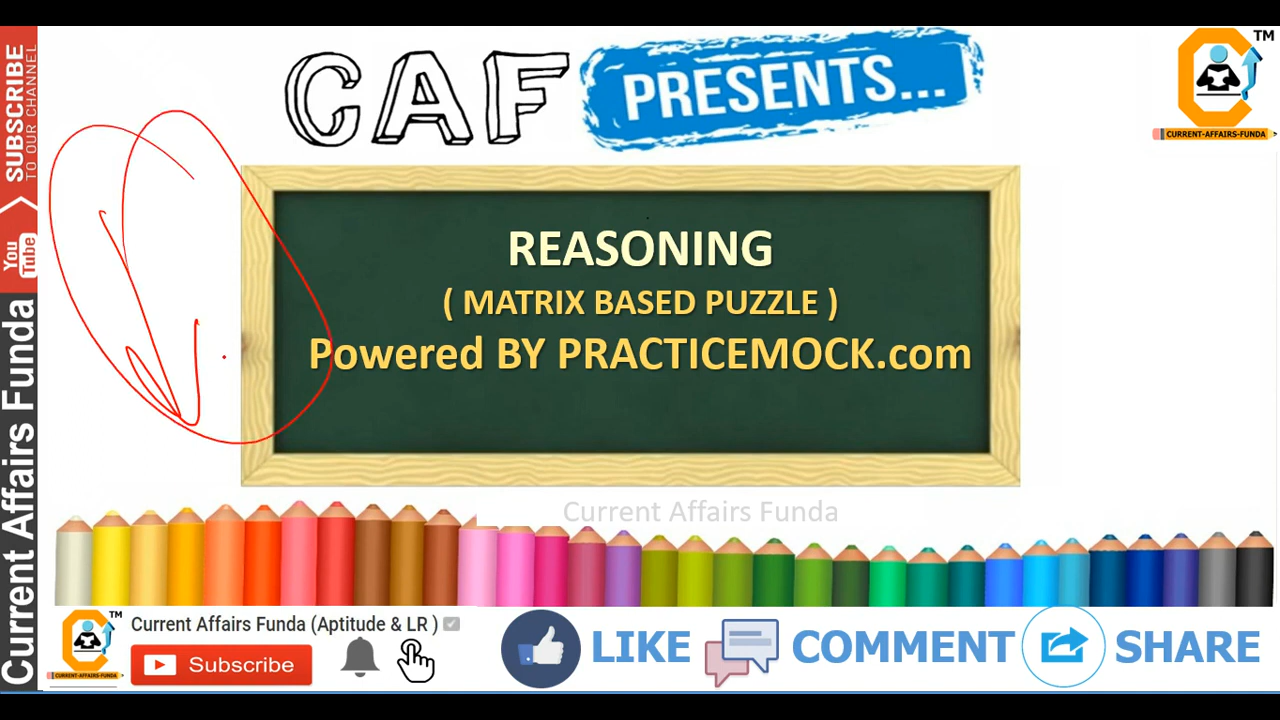 CAF PRESENTS...
TM
CURRENT-AFFAIRS-FUNDA
SUBSCRIBE
TO OUR CHANNEL
You Tube
Current Affairs Funda
REASONING
( MATRIX BASED PUZZLE )
Powered BY PRACTICEMOCK.com
Current Affairs Funda
TM
CURRENT-AFFAIRS-FUNDA
Current Affairs Funda (Aptitude & LR )
Subscribe
LIKE
COMMENT
SHARE